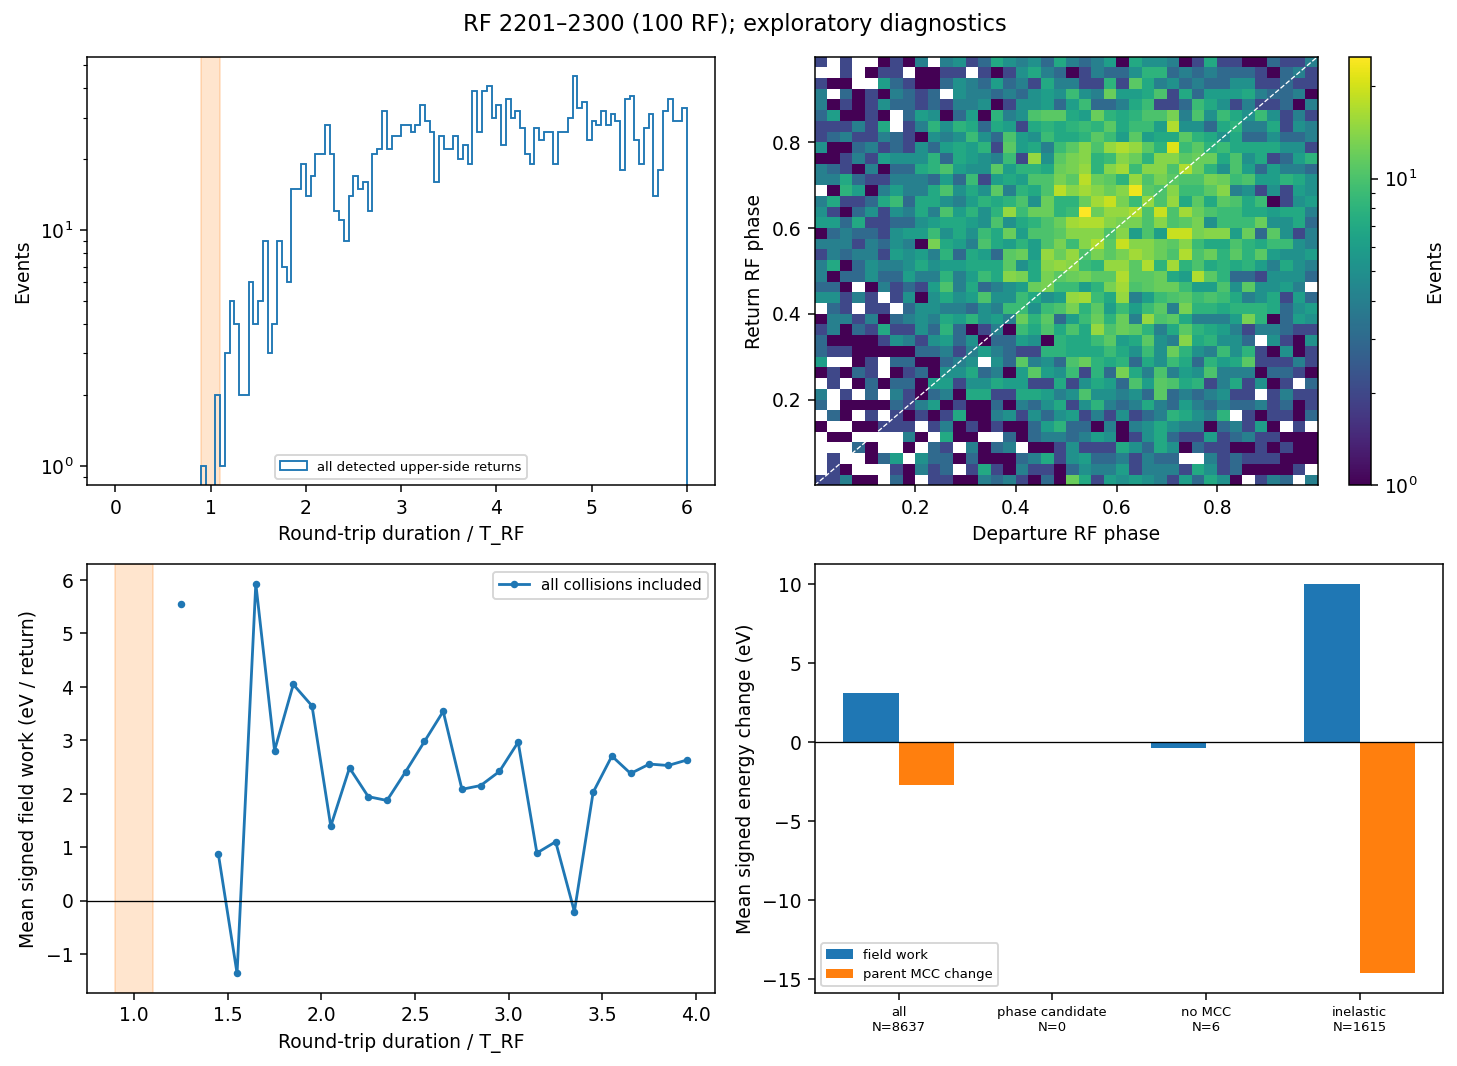 RF 2201–2300 (100 RF); exploratory diagnostics
Events
10¹
10⁰
all detected upper-side returns
0 1 2 3 4 5 6
Round-trip duration / T_RF
Return RF phase
0.8
0.6
0.4
0.2
0.2 0.4 0.6 0.8
Departure RF phase
10¹
10⁰
Events
Mean signed field work (eV / return)
6
5
4
3
2
1
0
−1
all collisions included
1.0 1.5 2.0 2.5 3.0 3.5 4.0
Round-trip duration / T_RF
Mean signed energy change (eV)
10
5
0
−5
−10
−15
field work
parent MCC change
all phase candidate no MCC inelastic
N=8637 N=0 N=6 N=1615